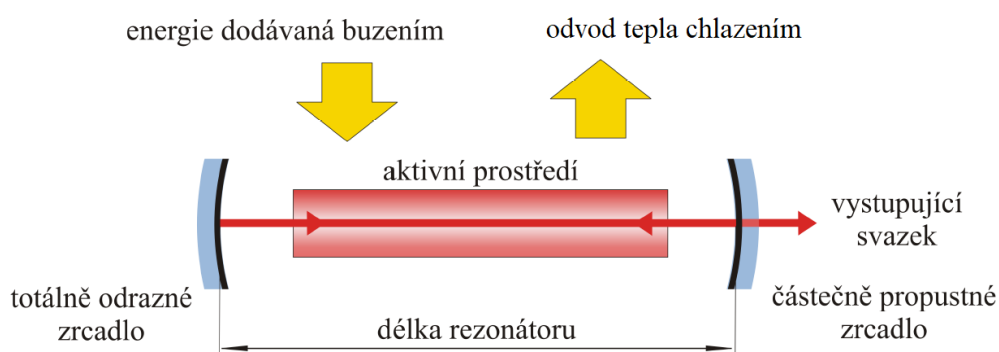 energie dodávaná buzením
odvod tepla chlazením
aktivní prostředí
vystupující
svazek
totálně odrazné
zrcadlo
délka rezonátoru
částečně propustné
zrcadlo